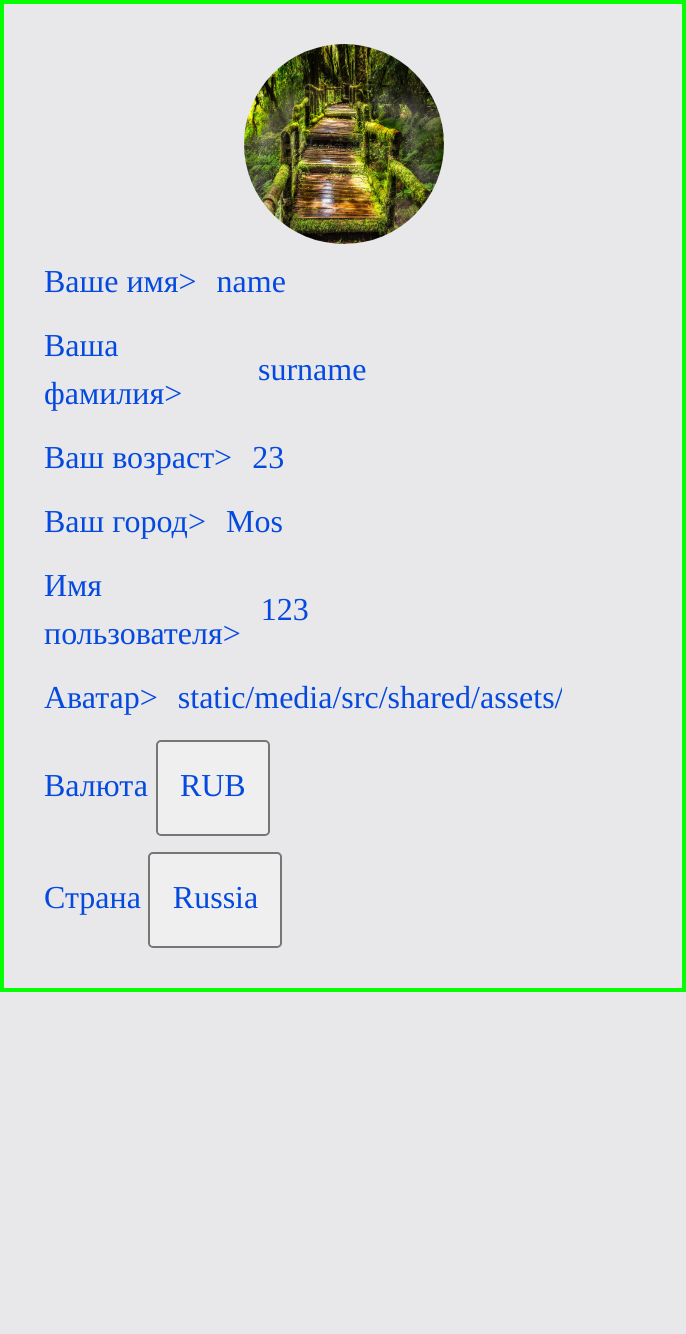 Ваше имя> name
Ваша
фамилия> surname
Ваш возраст> 23
Ваш город> Mos
Имя
пользователя> 123
Аватар> static/media/src/shared/assets/
Валюта RUB
Страна Russia